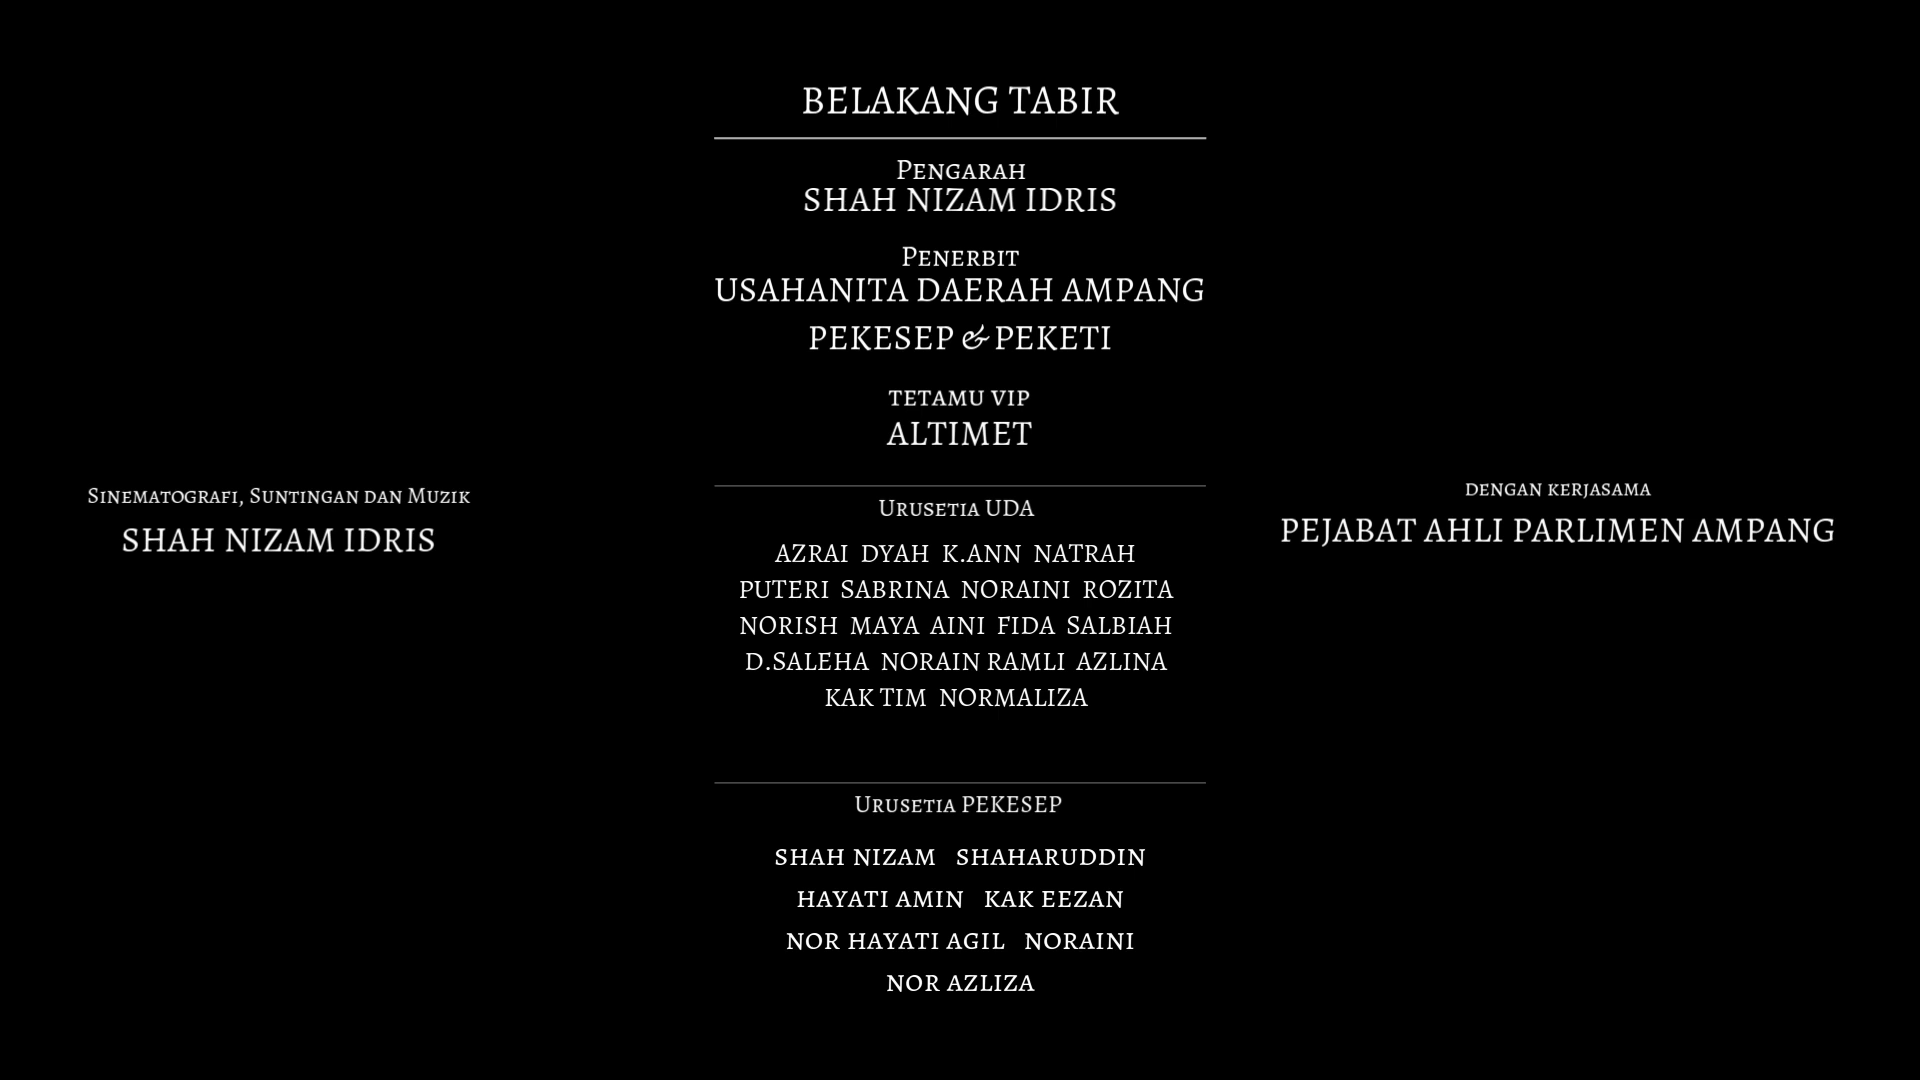 BELAKANG TABIR
Pengarah
SHAH NIZAM IDRIS
Penerbit
USAHANITA DAERAH AMPANG
PEKESEP & PEKETI
TETAMU VIP
ALTIMET
Sinematografi, Suntingan dan Muzik
SHAH NIZAM IDRIS
Urusetia UDA
AZRAI DYAH K.ANN NATRAH
PUTERI SABRINA NORAINI ROZITA
NORISH MAYA AINI FIDA SALBIAH
D.SALEHA NORAIN RAMLI AZLINA
KAK TIM NORMALIZA
Urusetia PEKESEP
SHAH NIZAM SHAHARUDDIN
HAYATI AMIN KAK EEZAN
NOR HAYATI AGIL NORAINI
NOR AZLIZA
DENGAN KERJASAMA
PEJABAT AHLI PARLIMEN AMPANG